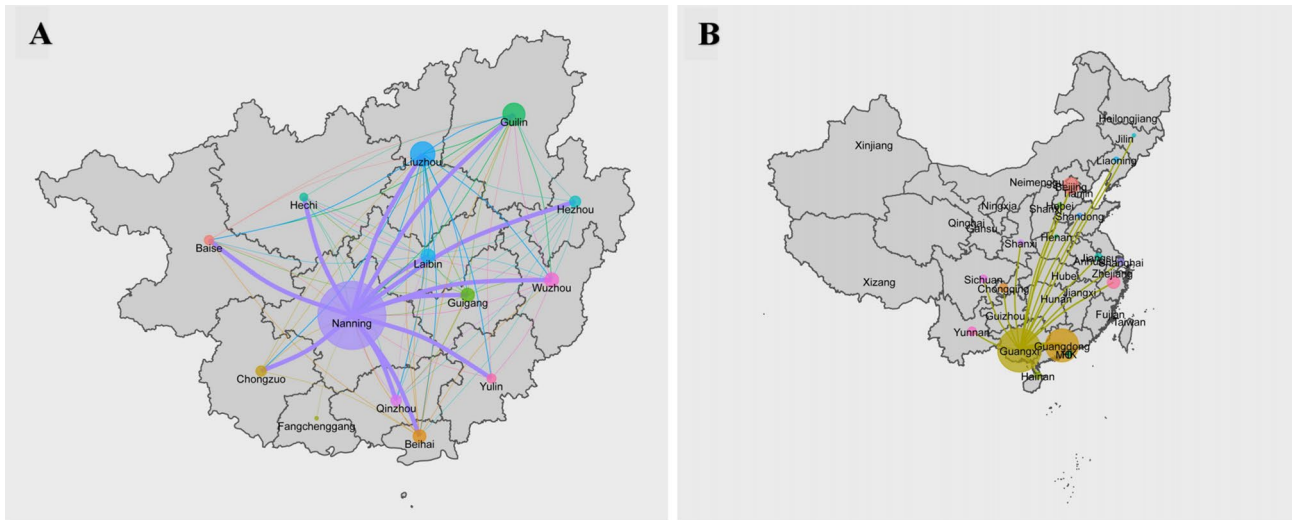 A
Guilin
Liuzhou
Hechi
Hezhou
Baise
Laibin
Wuzhou
Guigang
Nanning
Chongzuo
Yulin
Qinzhou
Fangchenggang
Beihai
B
Heilongjiang
Xinjiang
Jilin
Liaoning
Neimenggu
Beijing
Tianjin
Ningxia
Hebei
Shandong
Qinghai
Gansu
Henan
Shanxi
Jiangsu
Shanghai
Zhejiang
Hubei
Sichuan
Xizang
Chongqing
Jiangxi
Hunan
Guizhou
Fujian
Taiwan
Yunnan
Guangdong
Guangxi
Hainan